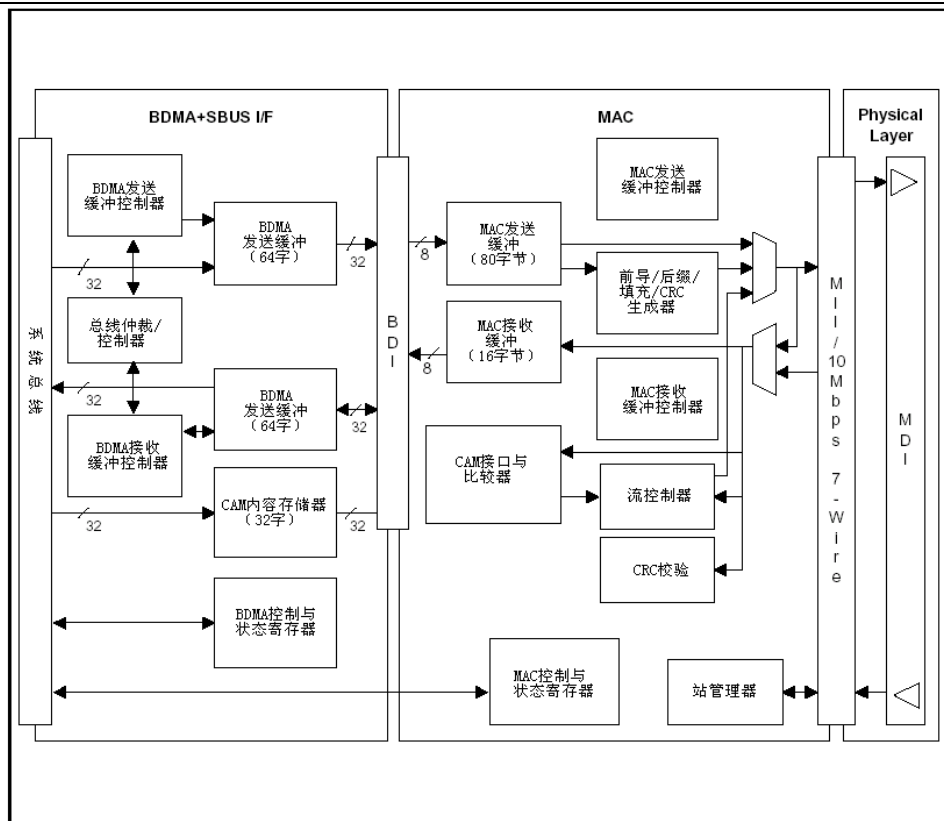 BDMA+SBUS I/F
MAC
Physical
Layer
系统总线
BDMA发送
缓冲控制器
BDMA
发送缓冲
(64字)
32
32
总线仲裁/
控制器
32
BDMA
发送缓冲
(64字)
32
BDMA接收
缓冲控制器
32
CAM内容存储器
(32字)
32
BDMA控制与
状态寄存器
BDI
MAC发送
缓冲控制器
8
MAC发送
缓冲
(80字节)
前导/后缀/
填充/CRC
生成器
8
MAC接收
缓冲
(16字节)
MAC接收
缓冲控制器
CAM接口与
比较器
流控制器
CRC校验
MAC控制与
状态寄存器
站管理器
MII/10Mbps 7-Wire
MDI